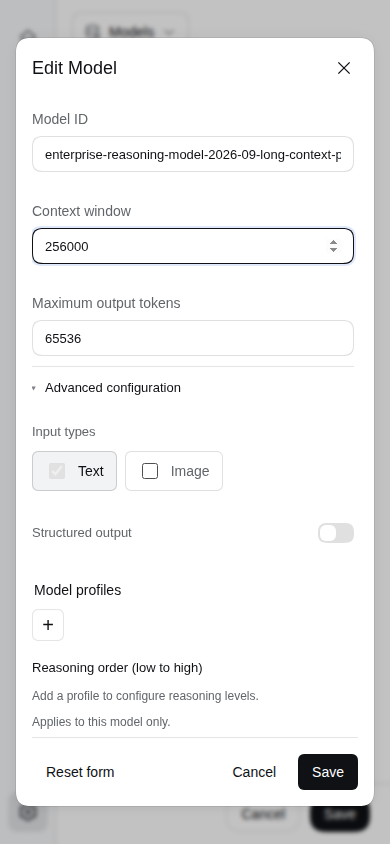 Models
Edit Model
Model ID
enterprise-reasoning-model-2026-09-long-context-p
Context window
256000
Maximum output tokens
65536
Advanced configuration
Input types
Text
Image
Structured output
Model profiles
+
Reasoning order (low to high)
Add a profile to configure reasoning levels.
Applies to this model only.
Reset form
Cancel
Save
Cancel
Save